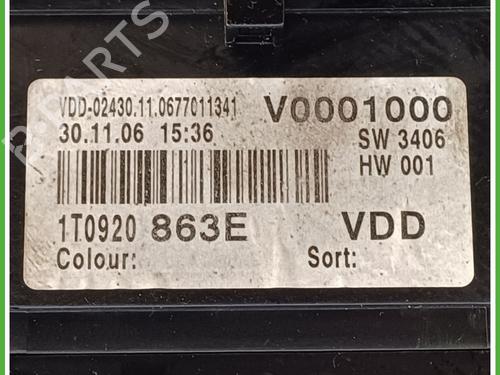 VDD-02430.11.0677011341 V0001000
30.11.06 15:36 SW 3406
HW 001
1T0920 863E VDD
Colour: Sort:
B-PARTS